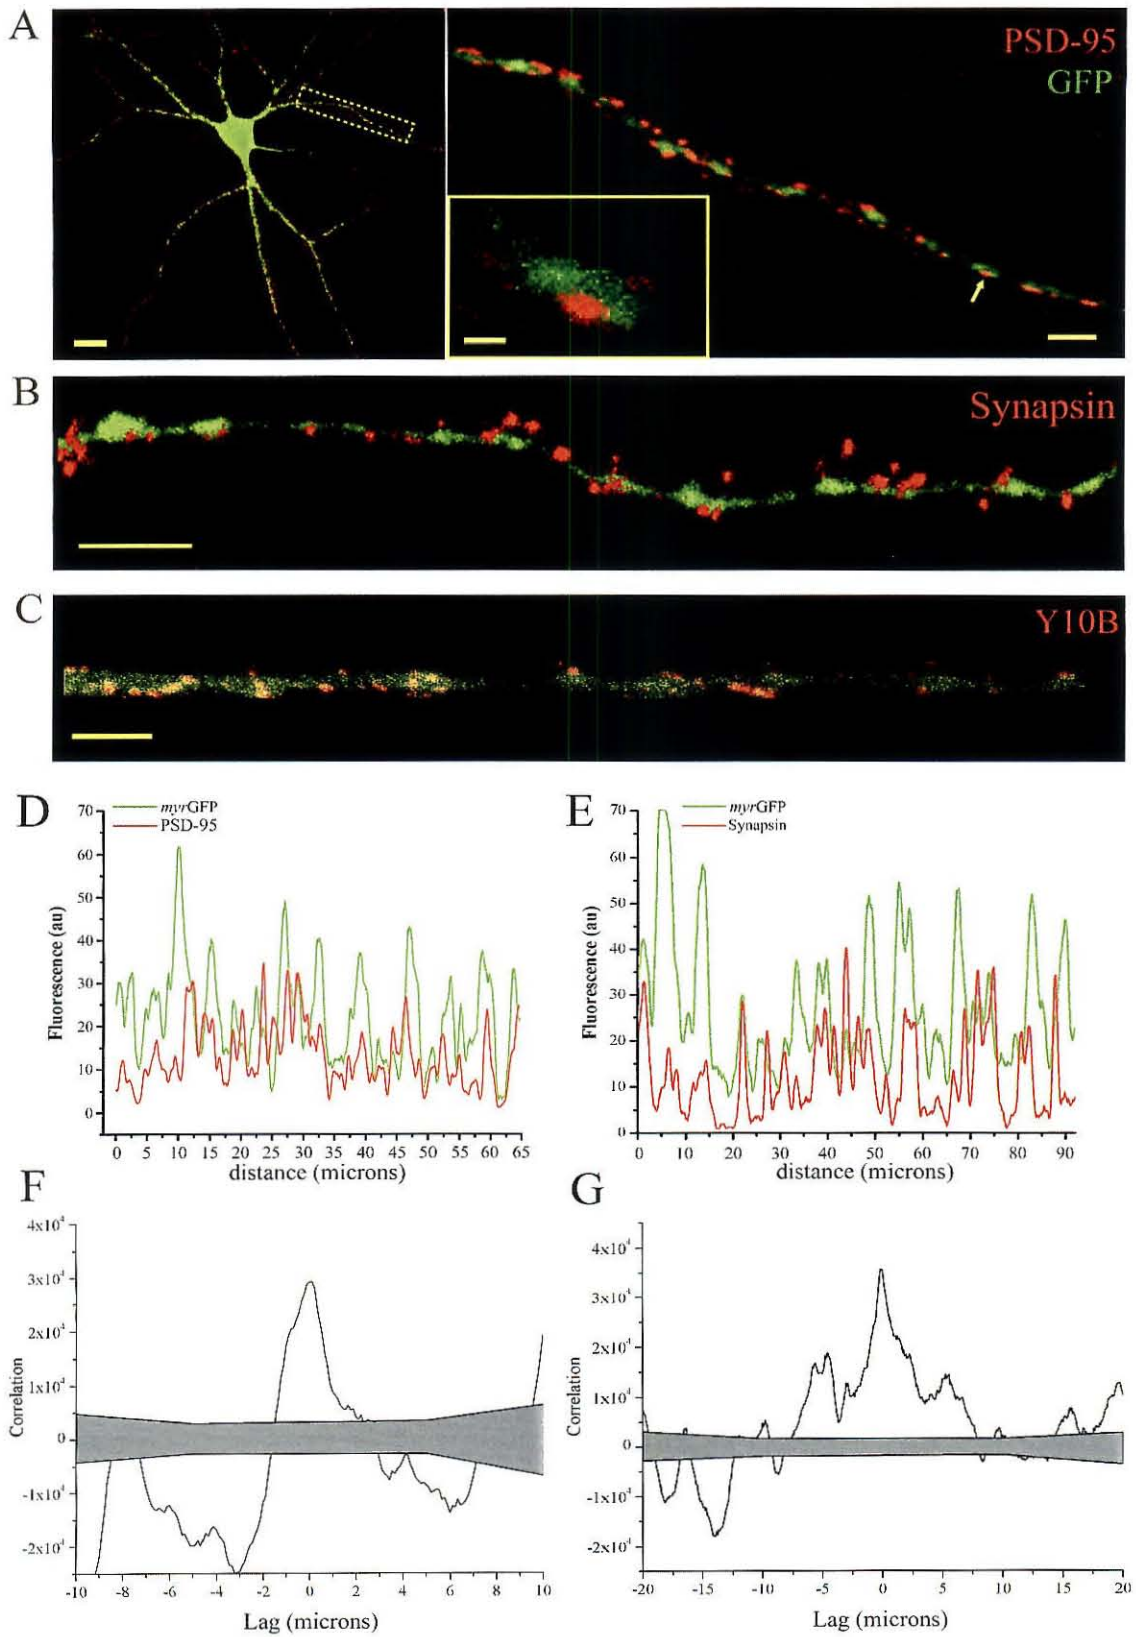 A
PSD-95
GFP
B
Synapsin
C
Y10B
D
myrGFP
PSD-95
70
60
50
40
30
20
10
0
Fluorescence (au)
0 5 10 15 20 25 30 35 40 45 50 55 60 65
distance (microns)
E
myrGFP
Synapsin
70
60
50
40
30
20
10
0
Fluorescence (au)
0 10 20 30 40 50 60 70 80 90
distance (microns)
F
4x10⁴
3x10⁴
2x10⁴
1x10⁴
0
-1x10⁴
-2x10⁴
Correlation
-10 -8 -6 -4 -2 0 2 4 6 8 10
Lag (microns)
G
4x10⁴
3x10⁴
2x10⁴
1x10⁴
0
-1x10⁴
-2x10⁴
Correlation
-20 -15 -10 -5 0 5 10 15 20
Lag (microns)